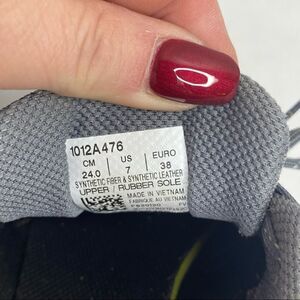 1012A476
CM | US | EURO
24.0 | 7 | 38
SYNTHETIC FIBER & SYNTHETIC LEATHER
UPPER / RUBBER SOLE
MADE IN VIETNAM
FABRIQUE AU VIETNAM